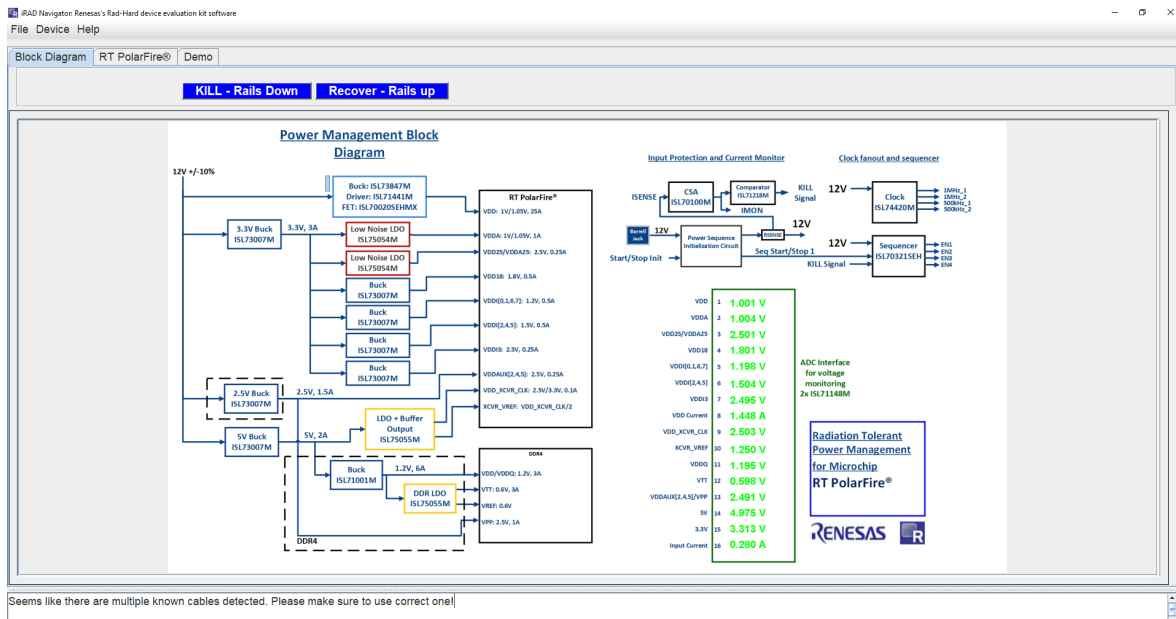 iRAD Navigator: Renesas's Rad-Hard device evaluation kit software
File Device Help
Block Diagram RT PolarFire® Demo
KILL - Rails Down Recover - Rails up
Power Management Block
Diagram
12V +/-10%
Buck: ISL73847M
Driver: ISL71441M
FET: ISL70020SEHMX
3.3V Buck
ISL73007M
3.3V, 3A
Low Noise LDO
ISL75054M
Low Noise LDO
ISL75054M
Buck
ISL73007M
Buck
ISL73007M
Buck
ISL73007M
Buck
ISL73007M
2.5V Buck
ISL73007M
2.5V, 1.5A
5V Buck
ISL73007M
5V, 2A
LDO + Buffer
Output
ISL75055M
Buck
ISL71001M
1.2V, 6A
DDR LDO
ISL75055M
DDR4
RT PolarFire®
VDD: 1V/1.05V, 25A
VDDA: 1V/1.05V, 1A
VDD25/VDDA25: 2.5V, 0.25A
VDD18: 1.8V, 0.5A
VDDI[0,1,6,7]: 1.2V, 0.5A
VDDI[2,4,5]: 1.5V, 0.5A
VDDI3: 2.5V, 0.25A
VDDAUX[2,4,5]: 2.5V, 0.25A
VDD_XCVR_CLK: 2.5V/3.3V, 0.1A
XCVR_VREF: VDD_XCVR_CLK/2
DDR4
VDD/VDDQ: 1.2V, 3A
VTT: 0.6V, 3A
VREF: 0.6V
VPP: 2.5V, 1A
Input Protection and Current Monitor
ISENSE
CSA
ISL70100M
Comparator
ISL71218M
KILL
Signal
IMON
Barrell
Jack
12V
Power Sequence
Initialization Circuit
RSENSE
12V
Start/Stop Init
Seq Start/Stop 1
Clock fanout and sequencer
12V
Clock
ISL74420M
1MHz_1
1MHz_2
500kHz_1
500kHz_2
12V
Sequencer
ISL70321SEH
KILL Signal
EN1
EN2
EN3
EN4
VDD 1 1.001 V
VDDA 2 1.004 V
VDD25/VDDA25 3 2.501 V
VDD18 4 1.801 V
VDDI[0,1,6,7] 5 1.198 V
VDDI[2,4,5] 6 1.504 V
VDDI3 7 2.495 V
VDD Current 8 1.448 A
VDD_XCVR_CLK 9 2.503 V
XCVR_VREF 10 1.250 V
VDDQ 11 1.195 V
VTT 12 0.598 V
VDDAUX[2,4,5]/VPP 13 2.491 V
5V 14 4.975 V
3.3V 15 3.313 V
Input Current 16 0.280 A
ADC Interface
for voltage
monitoring
2x ISL71148M
Radiation Tolerant
Power Management
for Microchip
RT PolarFire®
RENESAS
Seems like there are multiple known cables detected. Please make sure to use correct one!